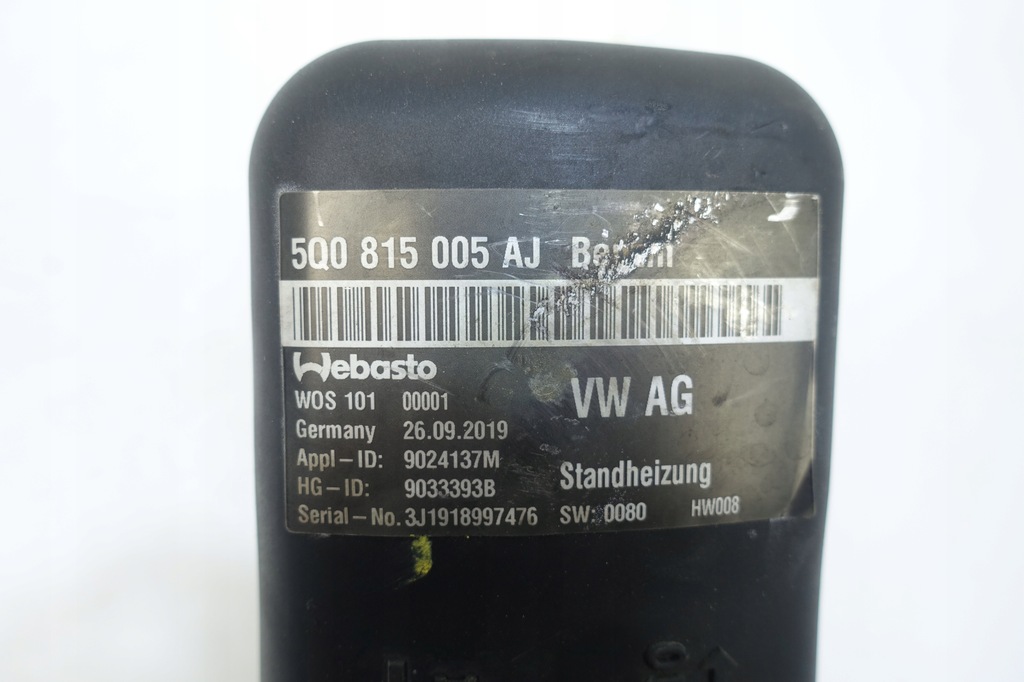 5Q0 815 005 AJ
Webasto
VW AG
WOS 101 00001
Germany 26.09.2019
Appl-ID: 9024137M
HG-ID: 9033393B
Standheizung
Serial-No. 3J1918997476 SW: 0080 HW008